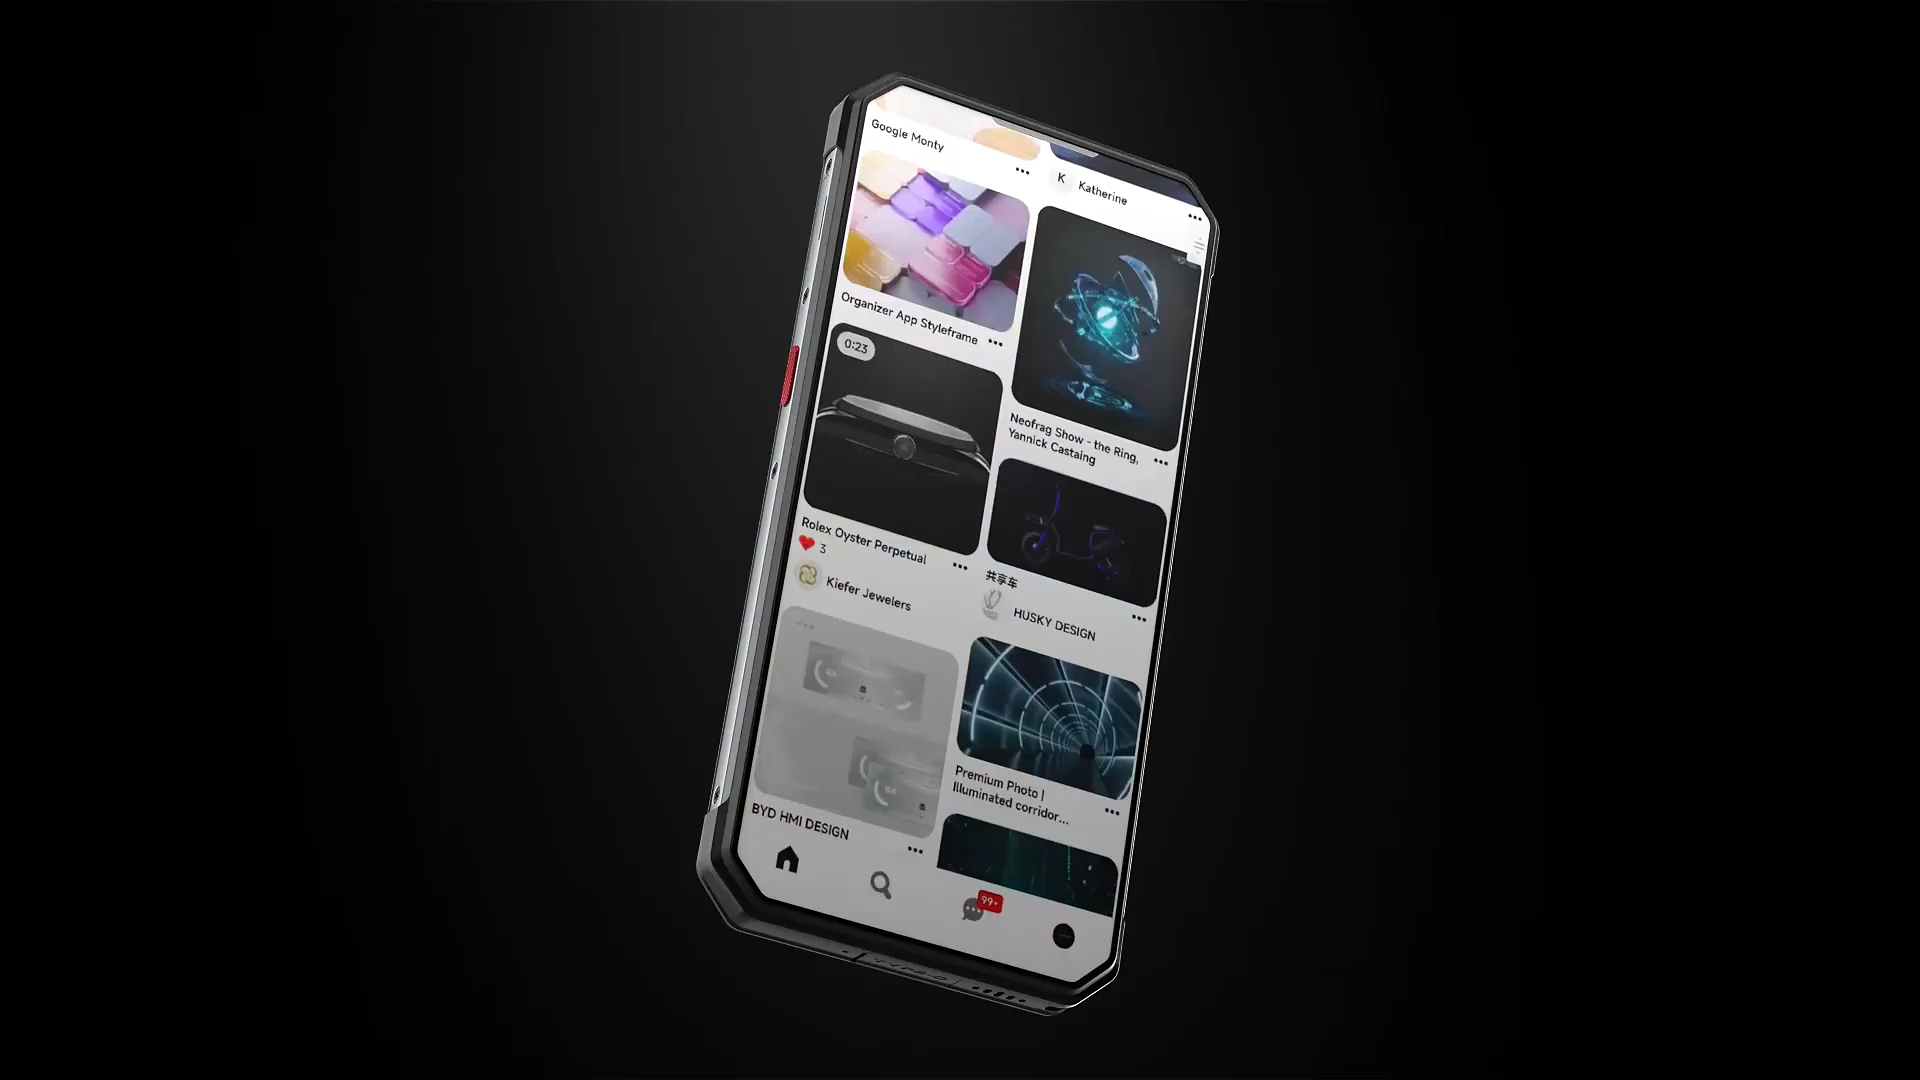 Google Monty
K Katherine
Organizer App Styleframe
0:23
Neofrag Show - the Ring,
Yannick Castaing
Rolex Oyster Perpetual
3
Kiefer Jewelers
共享车
HUSKY DESIGN
Premium Photo |
Illuminated corridor...
BYD HMI DESIGN
99+
TYPE-C